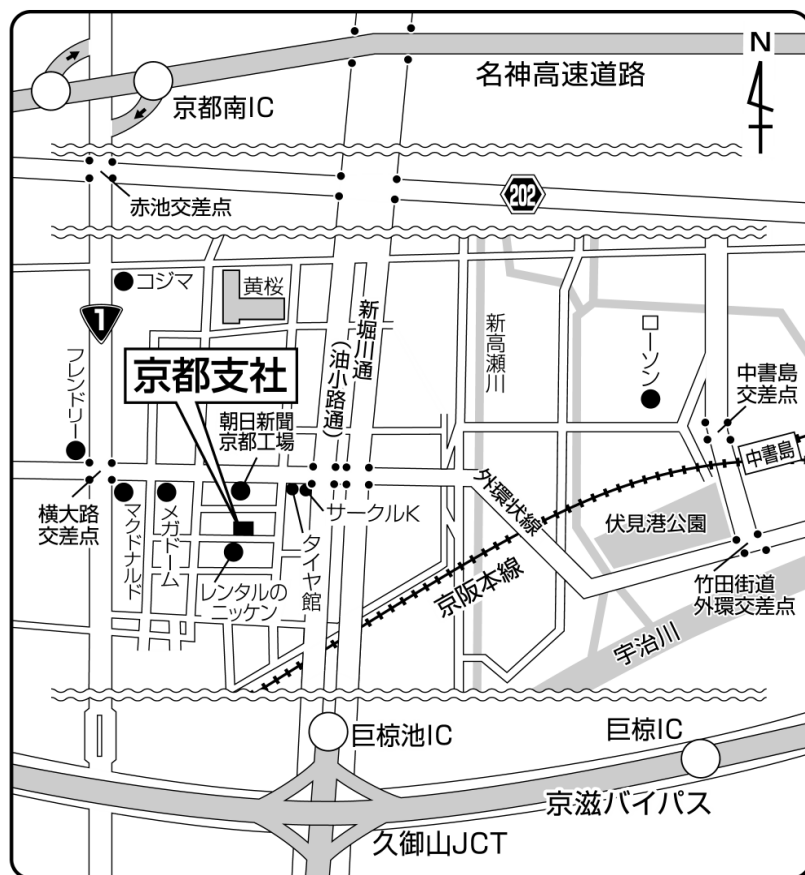 名神高速道路
N
京都南IC
赤池交差点
202
コジマ
黄桜
1
新堀川通
(油小路通)
新高瀬川
ローソン
フレンドリー
京都支社
中書島
交差点
朝日新聞
京都工場
中書島
横大路
交差点
マクドナルド
メガドーム
サークルK
タイヤ館
外環状線
伏見港公園
レンタルの
ニッケン
京阪本線
竹田街道
外環交差点
宇治川
巨椋池IC
巨椋IC
京滋バイパス
久御山JCT